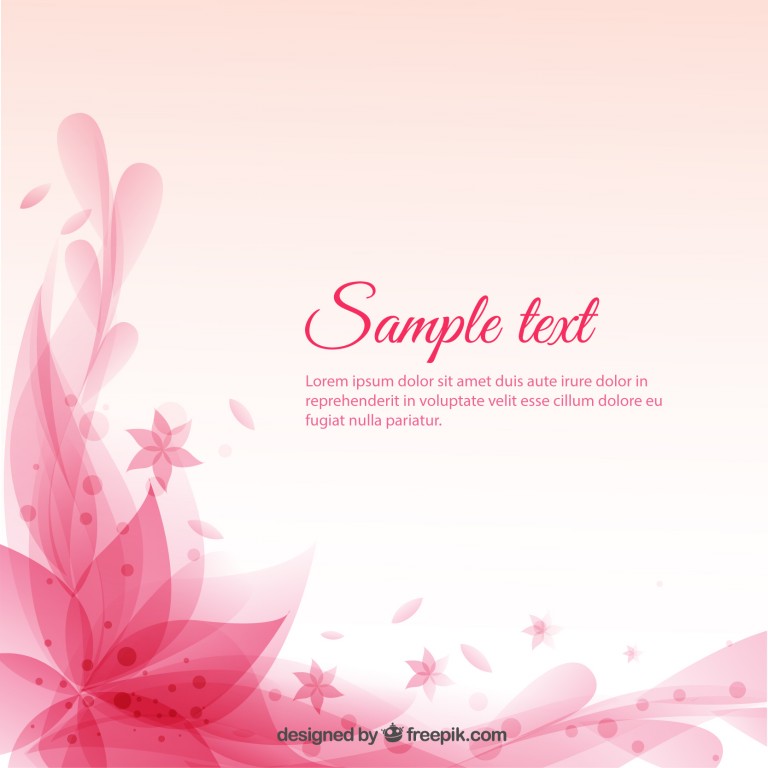 Sample text
Lorem ipsum dolor sit amet duis aute irure dolor in
reprehenderit in voluptate velit esse cillum dolore eu
fugiat nulla pariatur.
designed by freepik.com